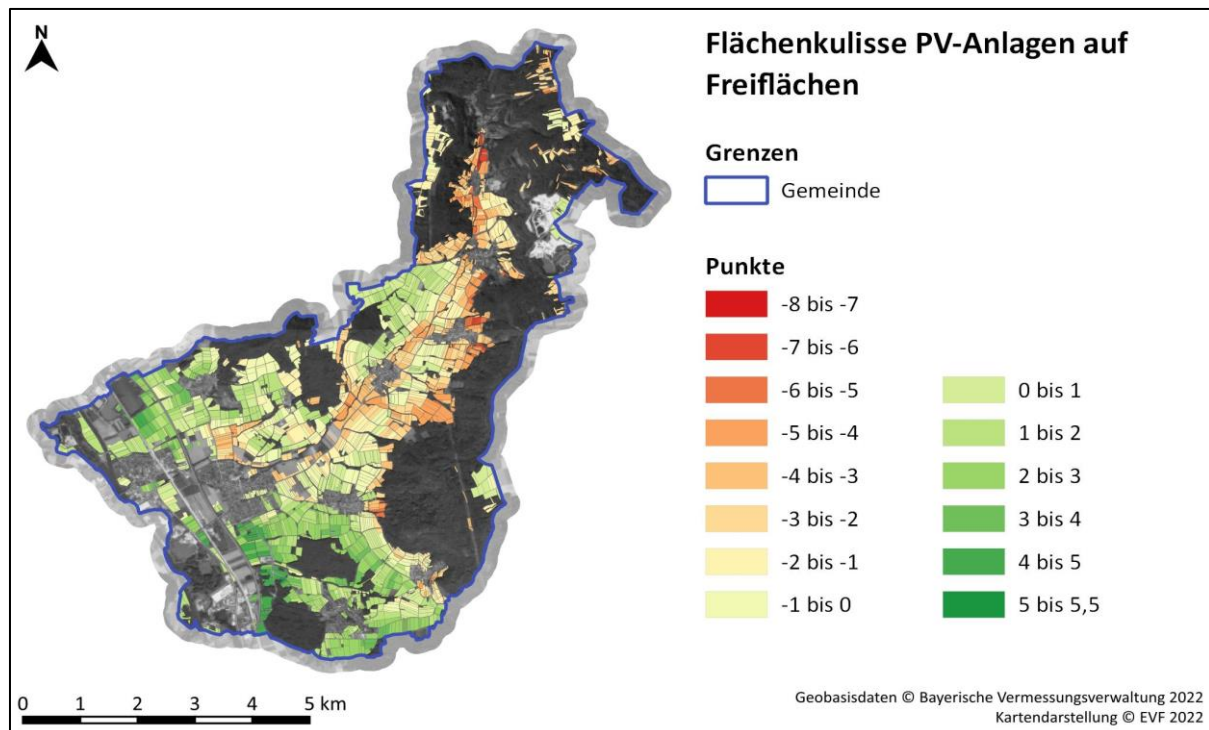 N
Flächenkulisse PV-Anlagen auf
Freiflächen
Grenzen
Gemeinde
Punkte
-8 bis -7
-7 bis -6
-6 bis -5
-5 bis -4
-4 bis -3
-3 bis -2
-2 bis -1
-1 bis 0
0 bis 1
1 bis 2
2 bis 3
3 bis 4
4 bis 5
5 bis 5,5
0 1 2 3 4 5 km
Geobasisdaten © Bayerische Vermessungsverwaltung 2022
Kartendarstellung © EVF 2022